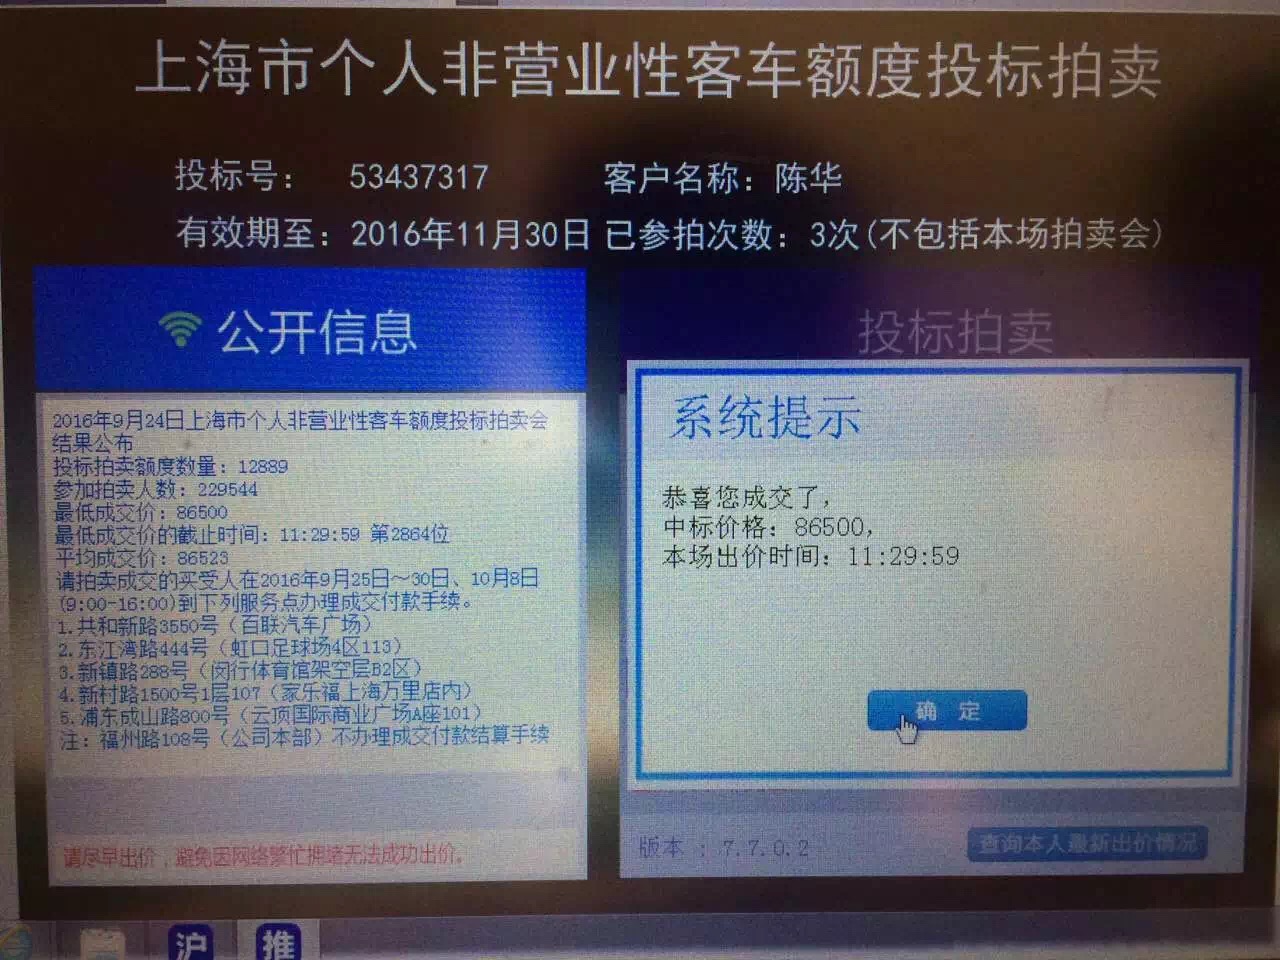 上海市个人非营业性客车额度投标拍卖
投标号： 53437317 客户名称：陈华
有效期至：2016年11月30日 已参拍次数：3次(不包括本场拍卖会)
公开信息
2016年9月24日上海市个人非营业性客车额度投标拍卖会
结果公布
投标拍卖额度数量：12889
参加拍卖人数：229544
最低成交价：86500
最低成交价的截止时间：11:29:59 第2864位
平均成交价：86523
请拍卖成交的买受人在2016年9月25日～30日、10月8日
(9:00-16:00)到下列服务点办理成交付款手续。
1.共和新路3550号（百联汽车广场）
2.东江湾路444号（虹口足球场4区113）
3.新镇路288号（闵行体育馆架空层B2区）
4.新村路1500号1层107（家乐福上海万里店内）
5.浦东成山路800号（云顶国际商业广场A座101）
注：福州路108号（公司本部）不办理成交付款结算手续
请尽早出价，避免因网络繁忙拥堵无法成功出价。
投标拍卖
系统提示
恭喜您成交了，
中标价格：86500，
本场出价时间：11:29:59
确 定
版本 : 7.7.0.2
查询本人最新出价情况
沪
推